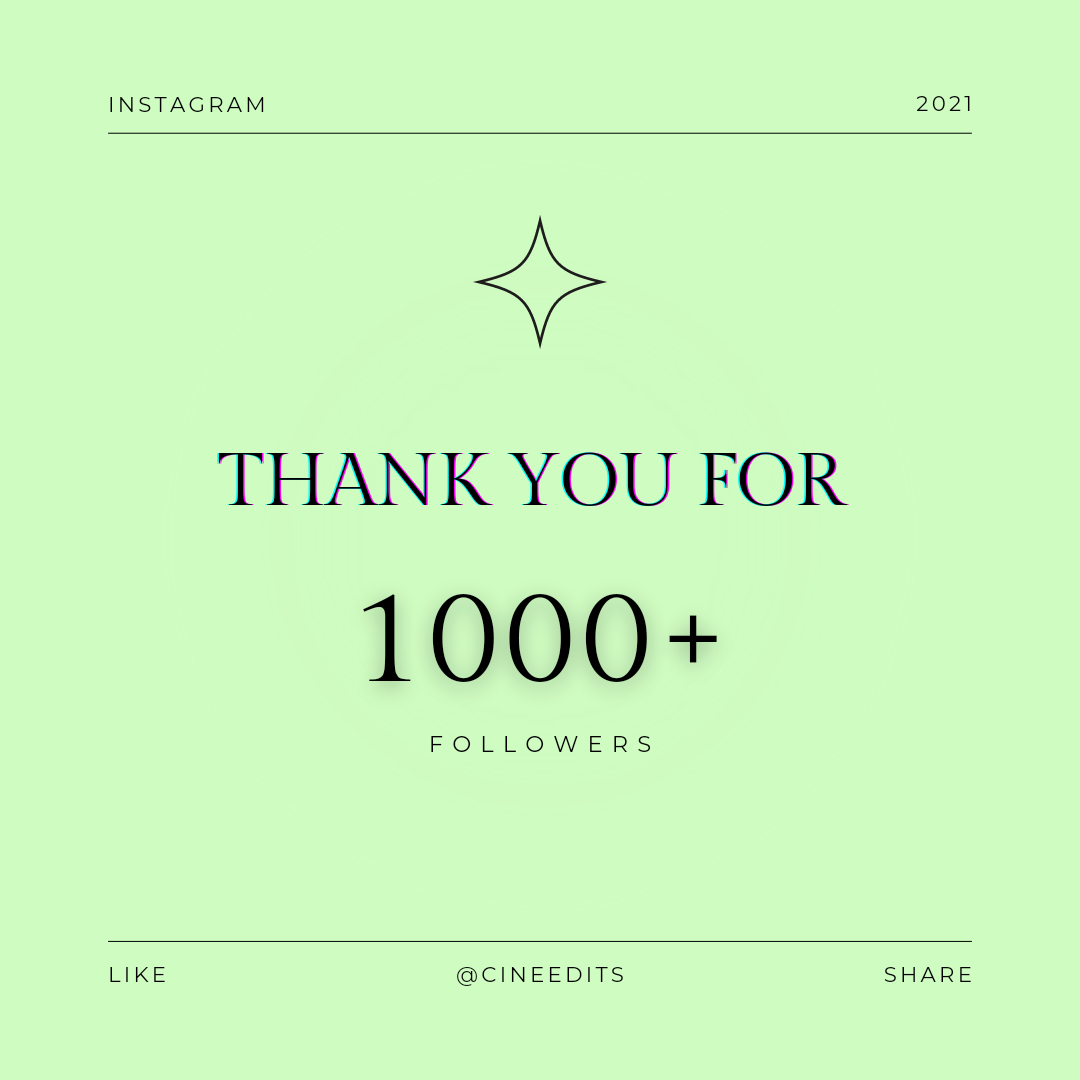 INSTAGRAM 2021
THANK YOU FOR
1000+
FOLLOWERS
LIKE @CINEEDITS SHARE